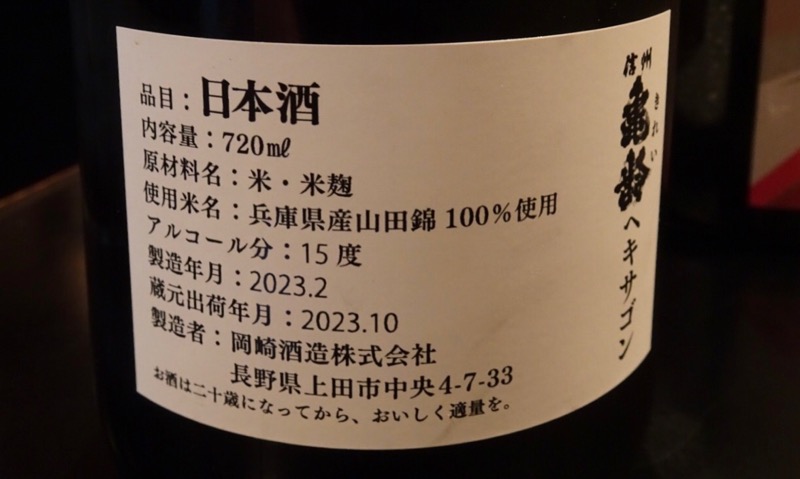 品目：日本酒
内容量：720㎖
原材料名：米・米麹
使用米名：兵庫県産山田錦100％使用
アルコール分：15度
製造年月：2023.2
蔵元出荷年月：2023.10
製造者：岡崎酒造株式会社
長野県上田市中央4-7-33
お酒は二十歳になってから、おいしく適量を。
信州
亀齢
きれい
ヘキサゴン